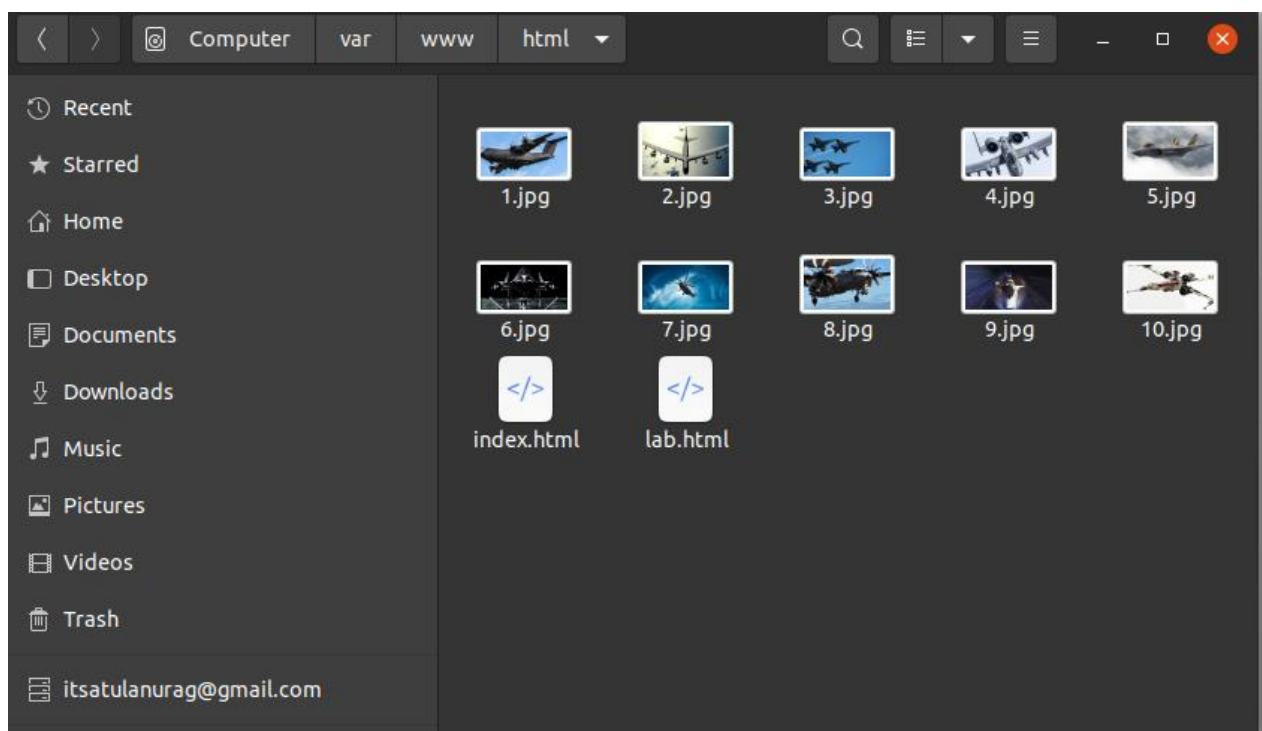 Computer var www html
Recent
Starred
Home
Desktop
Documents
Downloads
Music
Pictures
Videos
Trash
itsatulanurag@gmail.com
1.jpg 2.jpg 3.jpg 4.jpg 5.jpg
6.jpg 7.jpg 8.jpg 9.jpg 10.jpg
</> </>
index.html lab.html